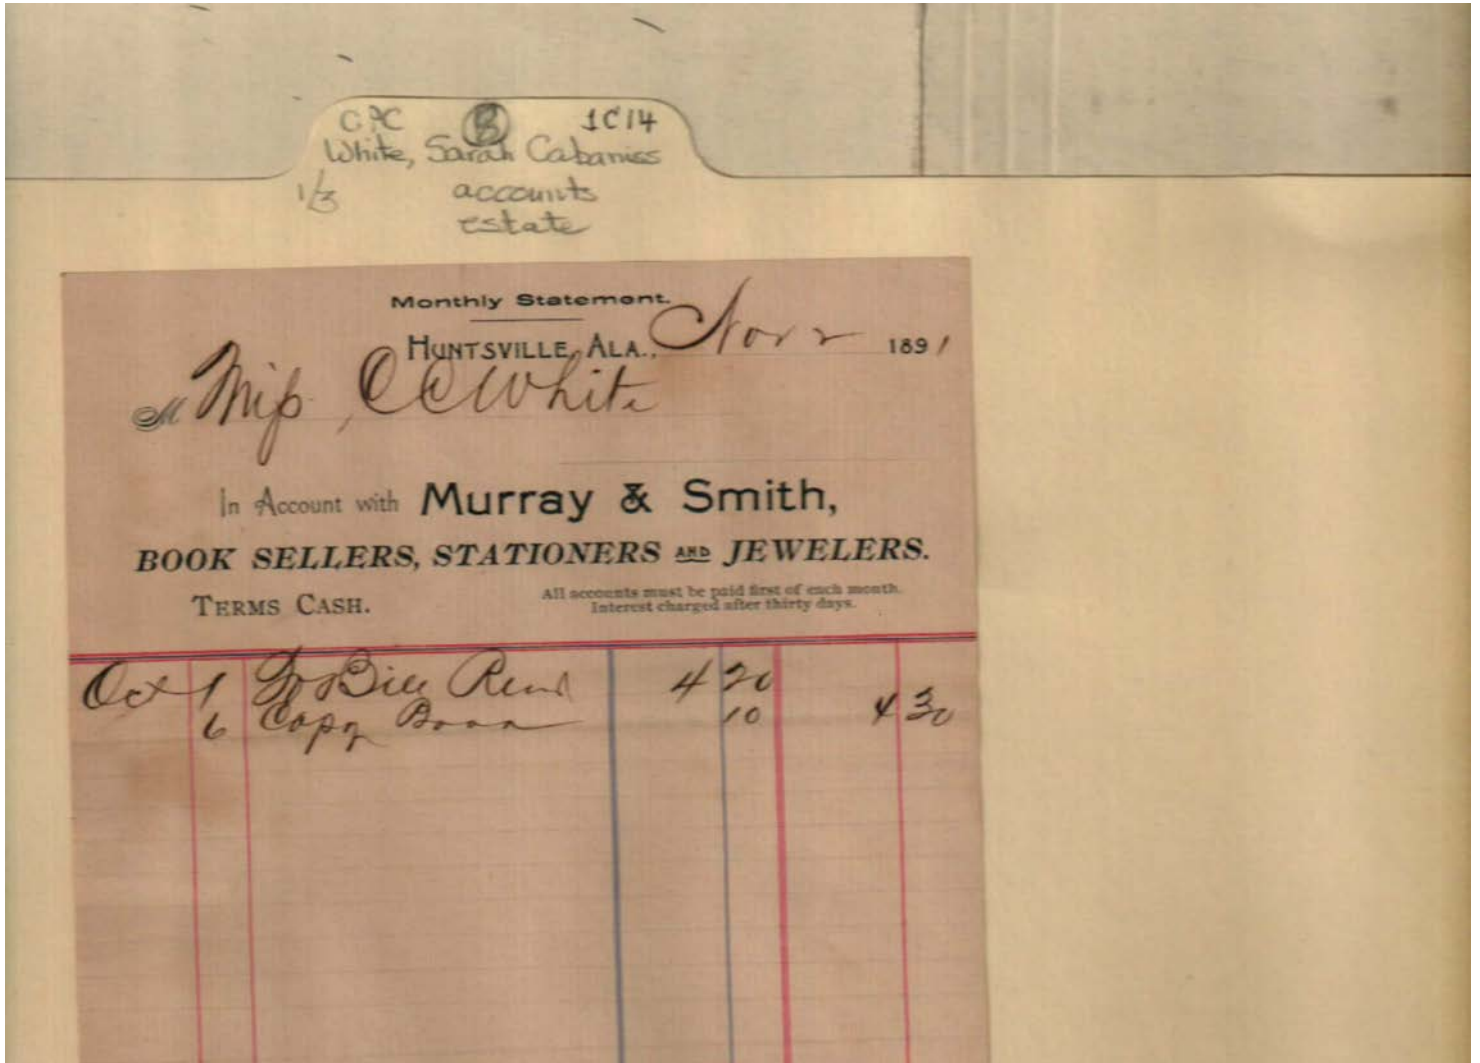 CPC B 1C14
White, Sarah Cabaniss
1/3 accounts
estate
Monthly Statement.
HUNTSVILLE, ALA., Nov 2 1891
M Miss CC White
In Account with Murray & Smith,
BOOK SELLERS, STATIONERS AND JEWELERS.
TERMS CASH.
All accounts must be paid first of each month.
Interest charged after thirty days.
Oct 1 To Bill Rend 4 20
6 Copy Book 10 4 30